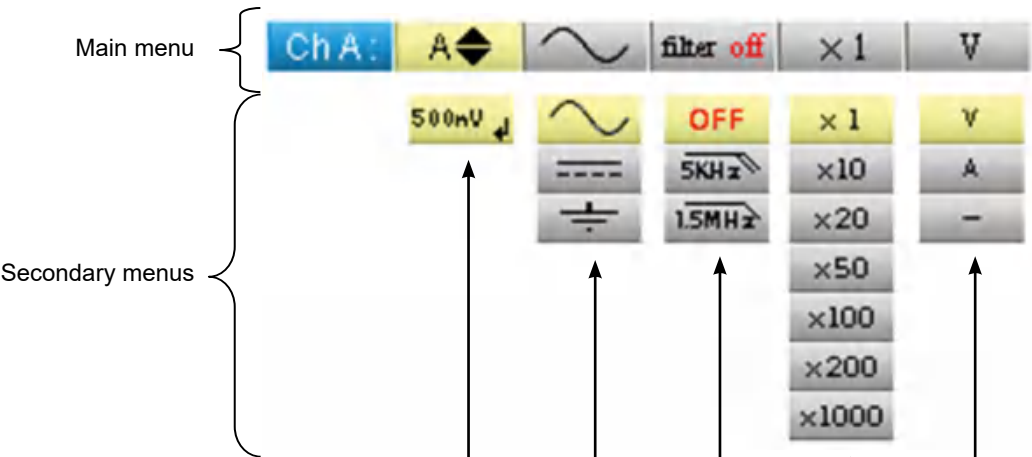 Main menu
Ch A: A filter off ×1 V
500mV OFF ×1 V
5KHz ×10 A
1.5MHz ×20 -
Secondary menus
×50
×100
×200
×1000